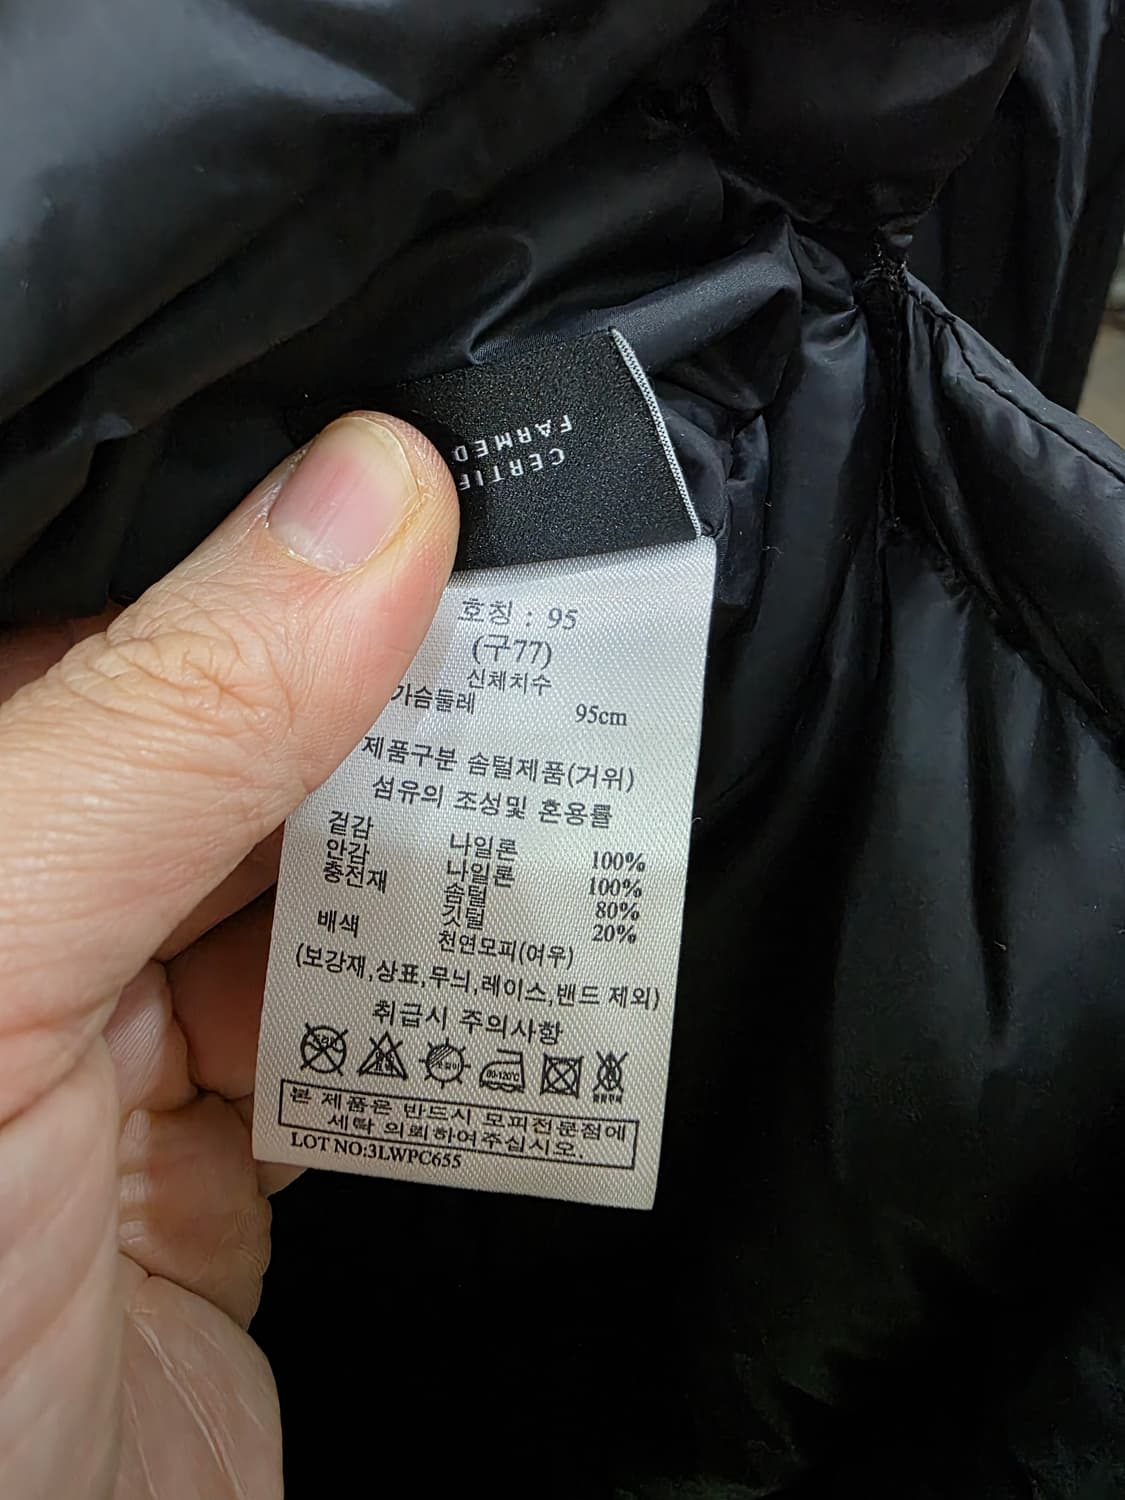 FARMED
CERTIF
호칭 : 95
(구77)
신체치수
가슴둘레 95cm
제품구분 솜털제품(거위)
섬유의 조성및 혼용률
겉감 나일론 100%
안감 나일론 100%
충전재 솜털 80%
깃털 20%
배색 천연모피(여우)
(보강재,상표,무늬,레이스,밴드 제외)
취급시 주의사항
드라이 80-120℃
본 제품은 반드시 모피전문점에
세탁 의뢰하여주십시오.
LOT NO:3LWPC655